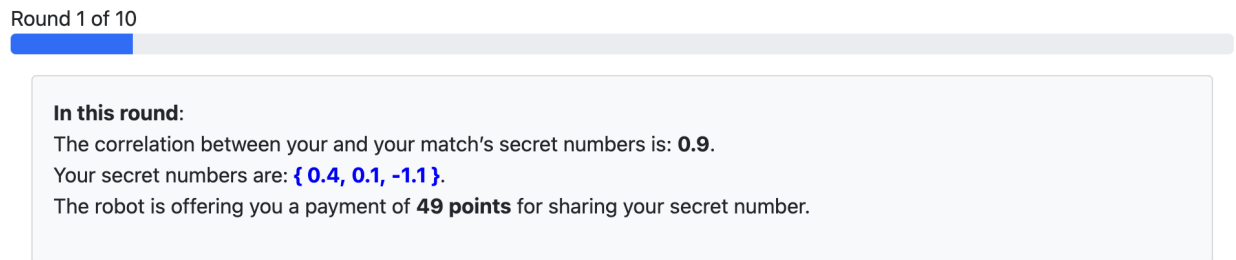 Round 1 of 10
In this round:
The correlation between your and your match's secret numbers is: 0.9.
Your secret numbers are: { 0.4, 0.1, -1.1 }.
The robot is offering you a payment of 49 points for sharing your secret number.